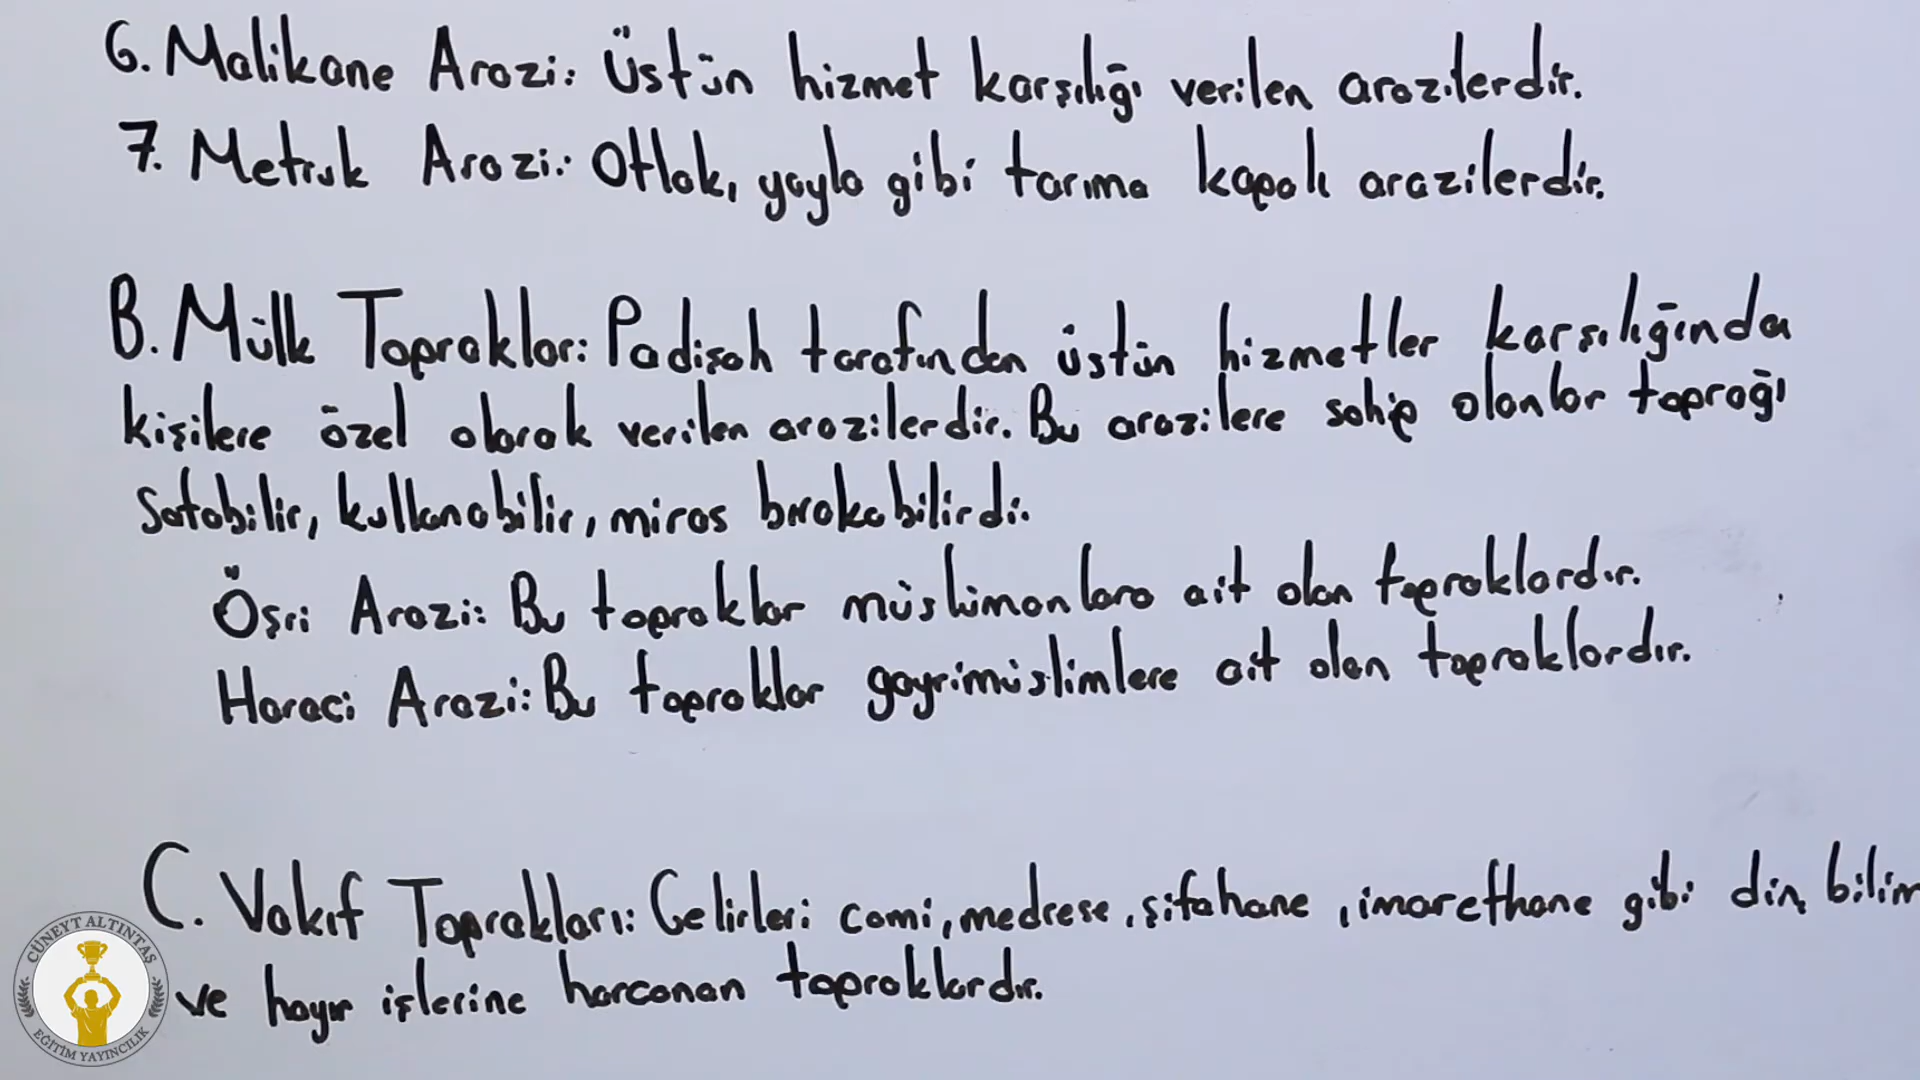 6. Malikane Arazi: Üstün hizmet karşılığı verilen arazilerdir.
7. Metruk Arazi: Otlak, yayla gibi tarıma kapalı arazilerdir.
B. Mülk Topraklar: Padişah tarafından üstün hizmetler karşılığında
kişilere özel olarak verilen arazilerdir. Bu arazilere sahip olanlar toprağı
Satabilir, kullanabilir, miras bırakabilirdi.
Öşri Arazi: Bu topraklar müslümanlara ait olan topraklardır.
Haraci Arazi: Bu topraklar gayrimüslimlere ait olan topraklardır.
C. Vakıf Toprakları: Gelirleri cami, medrese, şifahane, imarethane gibi din, bilim
ve hayır işlerine harcanan topraklardır.
CÜNEYT ALTINTAŞ
EĞİTİM YAYINCILIK